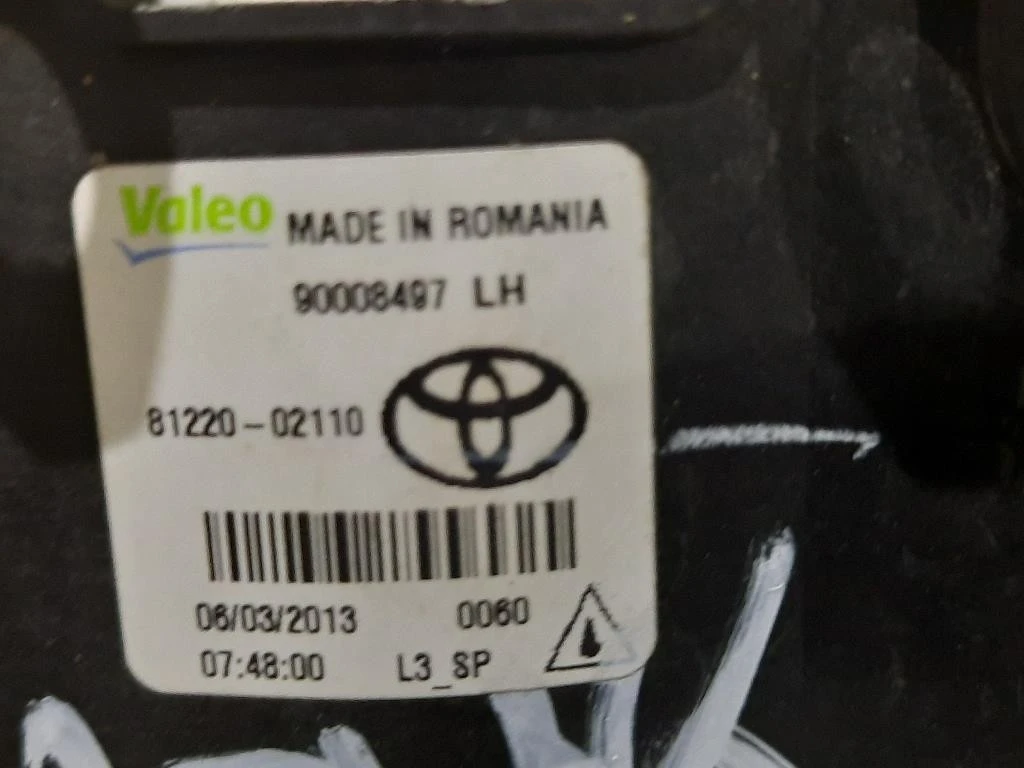 Valeo MADE IN ROMANIA
90008497 LH
81220-02110
06/03/2013 0060
07:48:00 L3_SP